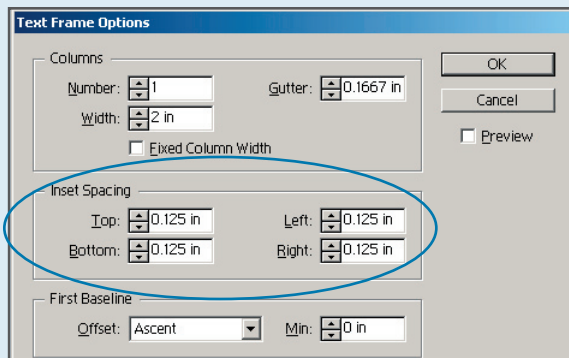 Text Frame Options
Columns
Number: 1 Gutter: 0.1667 in
Width: 2 in
Fixed Column Width
OK
Cancel
Preview
Inset Spacing
Top: 0.125 in Left: 0.125 in
Bottom: 0.125 in Right: 0.125 in
First Baseline
Offset: Ascent Min: 0 in